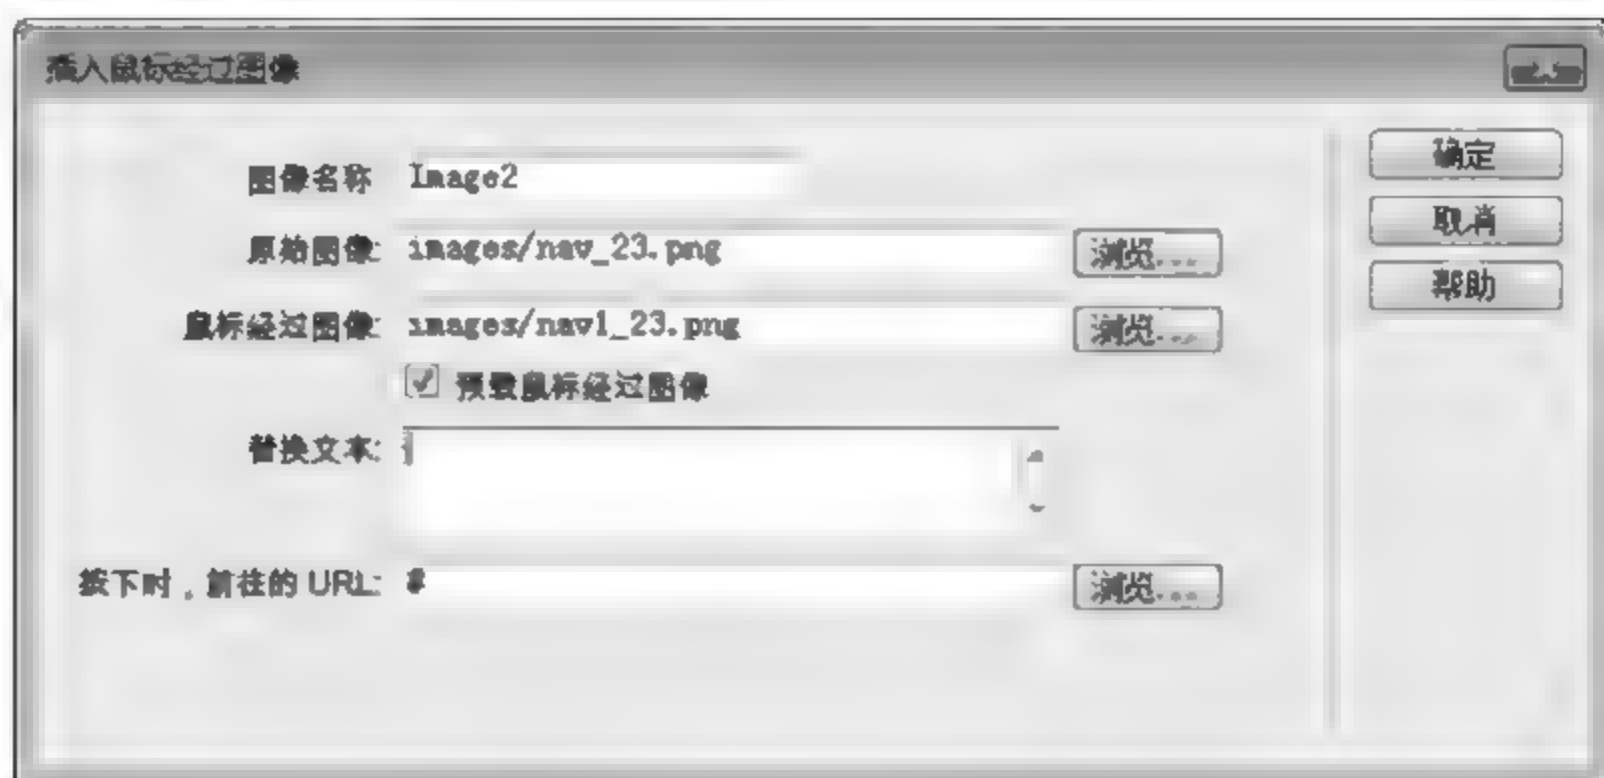 插入鼠标经过图像
图像名称 Image2
确定
原始图像: images/nav_23.png 浏览...
取消
鼠标经过图像: images/nav1_23.png 浏览...
帮助
预载鼠标经过图像
替换文本:
按下时，前往的 URL: # 浏览...